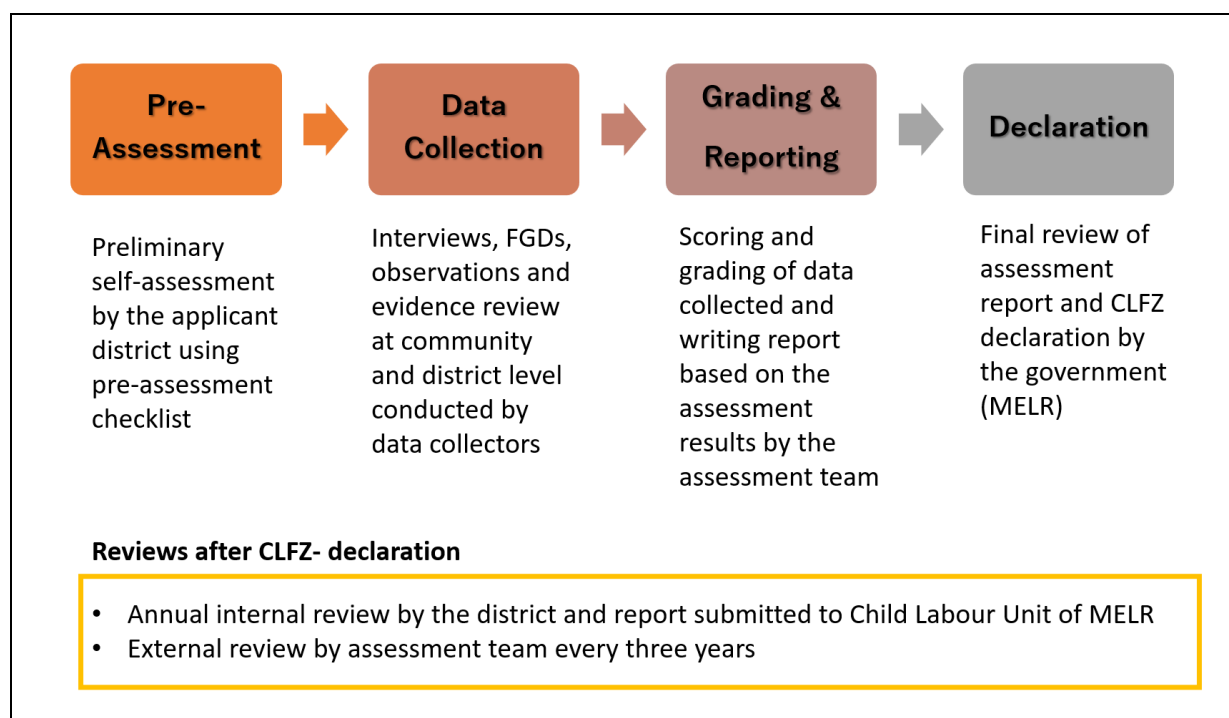 Pre-
Assessment
Data
Collection
Grading &
Reporting
Declaration
Preliminary
self-assessment
by the applicant
district using
pre-assessment
checklist
Interviews, FGDs,
observations and
evidence review
at community
and district level
conducted by
data collectors
Scoring and
grading of data
collected and
writing report
based on the
assessment
results by the
assessment team
Final review of
assessment
report and CLFZ
declaration by
the government
(MELR)
Reviews after CLFZ- declaration
• Annual internal review by the district and report submitted to Child Labour Unit of MELR
• External review by assessment team every three years